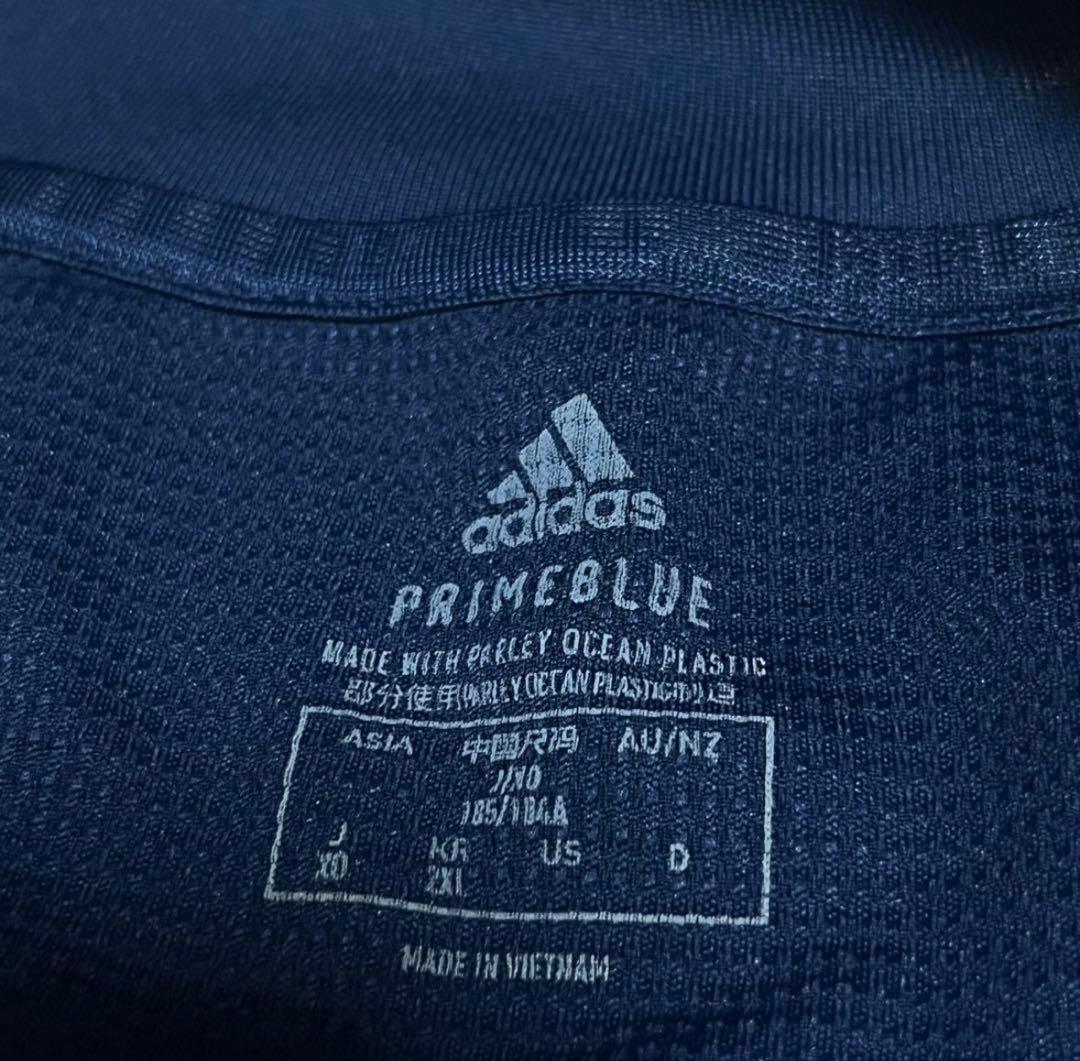 adidas
PRIMEBLUE
MADE WITH PARLEY OCEAN PLASTIC
部分使用PARLEY OCEAN PLASTIC制造
ASIA 中国尺码 AU/NZ
J/XO
185/104A
J KR US D
XO 2XL
MADE IN VIETNAM